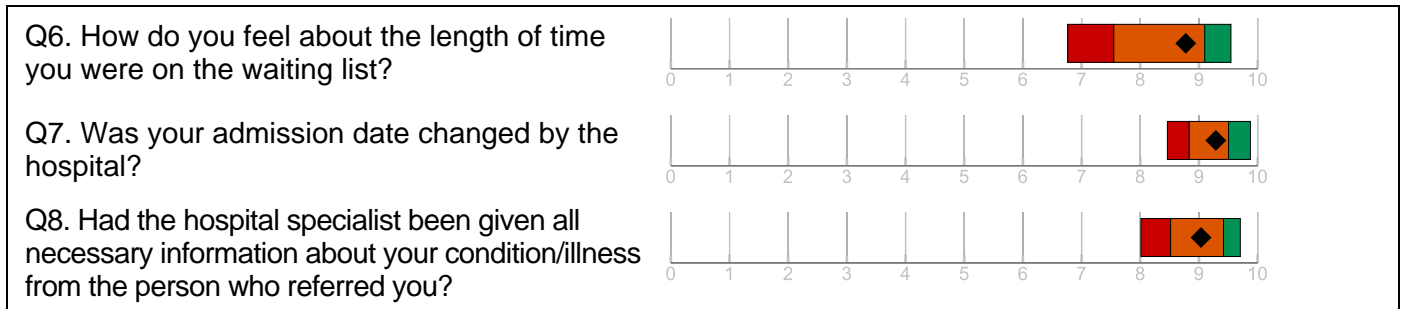 Q6. How do you feel about the length of time
you were on the waiting list?
0 1 2 3 4 5 6 7 8 9 10
Q7. Was your admission date changed by the
hospital?
0 1 2 3 4 5 6 7 8 9 10
Q8. Had the hospital specialist been given all
necessary information about your condition/illness
from the person who referred you?
0 1 2 3 4 5 6 7 8 9 10